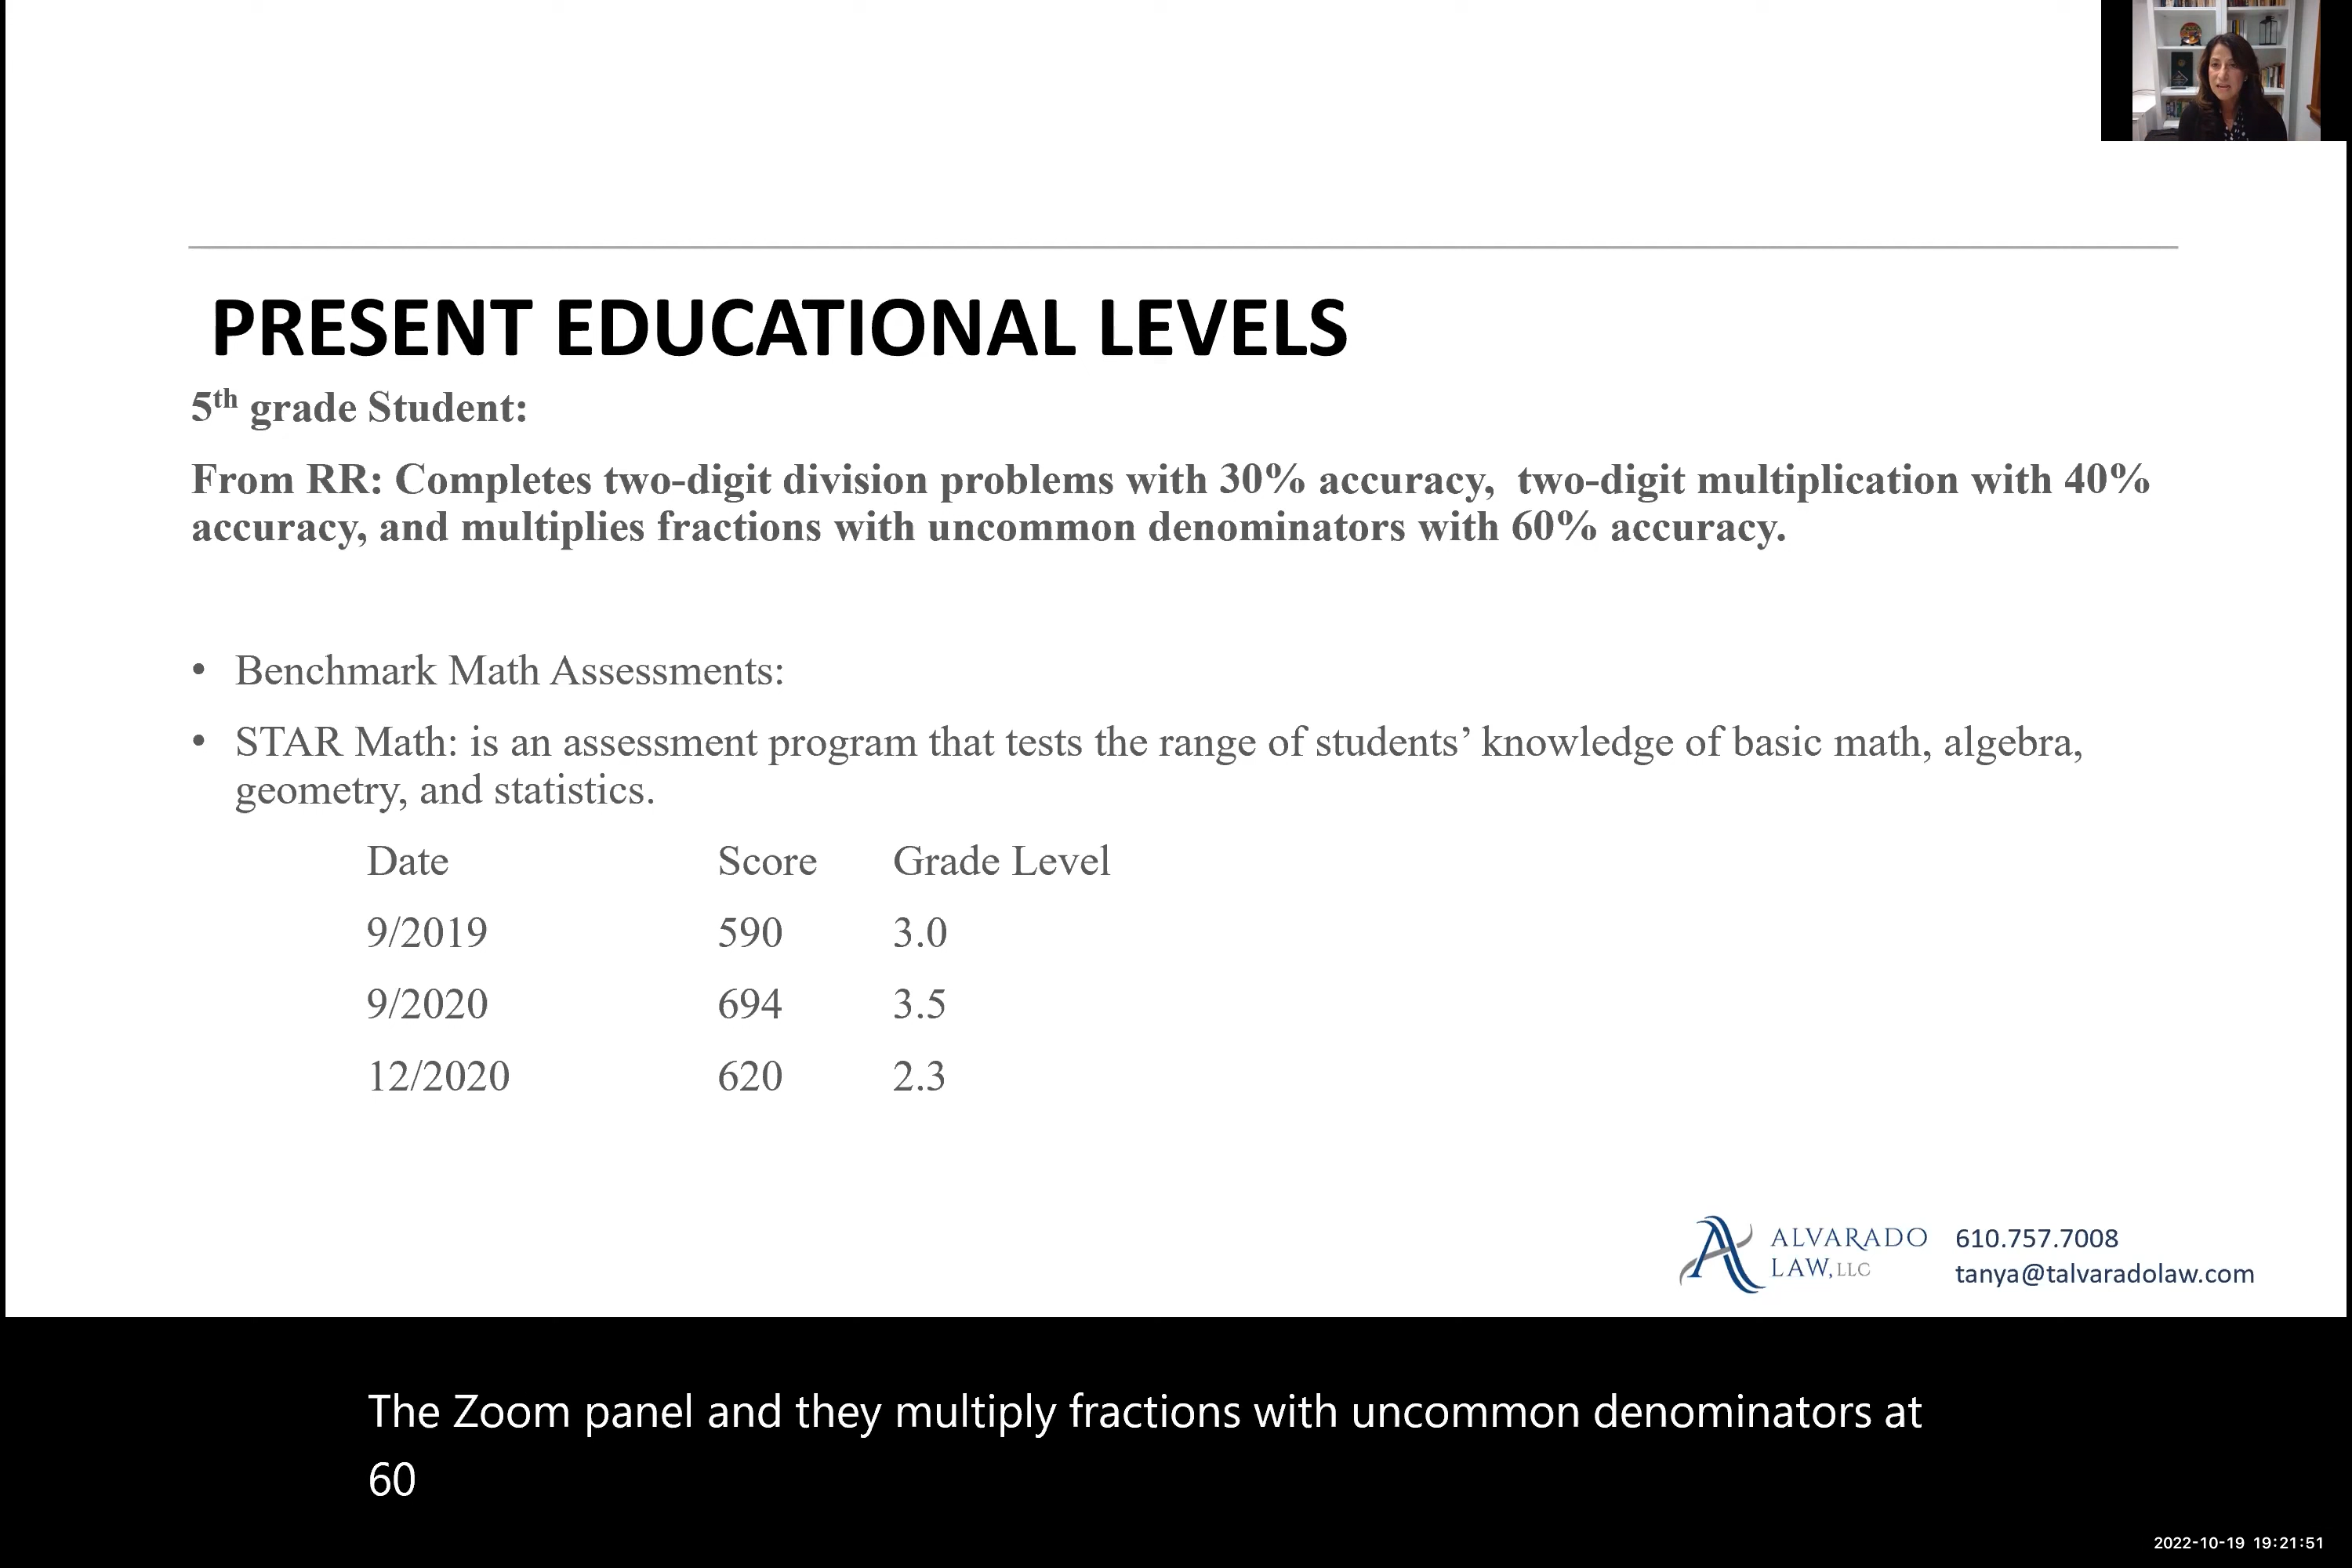 PRESENT EDUCATIONAL LEVELS
5th grade Student:
From RR: Completes two-digit division problems with 30% accuracy,  two-digit multiplication with 40%
accuracy, and multiplies fractions with uncommon denominators with 60% accuracy.
• Benchmark Math Assessments:
• STAR Math: is an assessment program that tests the range of students’ knowledge of basic math, algebra,
geometry, and statistics.
Date Score Grade Level
9/2019 590 3.0
9/2020 694 3.5
12/2020 620 2.3
ALVARADO 610.757.7008
LAW, LLC tanya@talvaradolaw.com
The Zoom panel and they multiply fractions with uncommon denominators at
60
2022-10-19 19:21:51